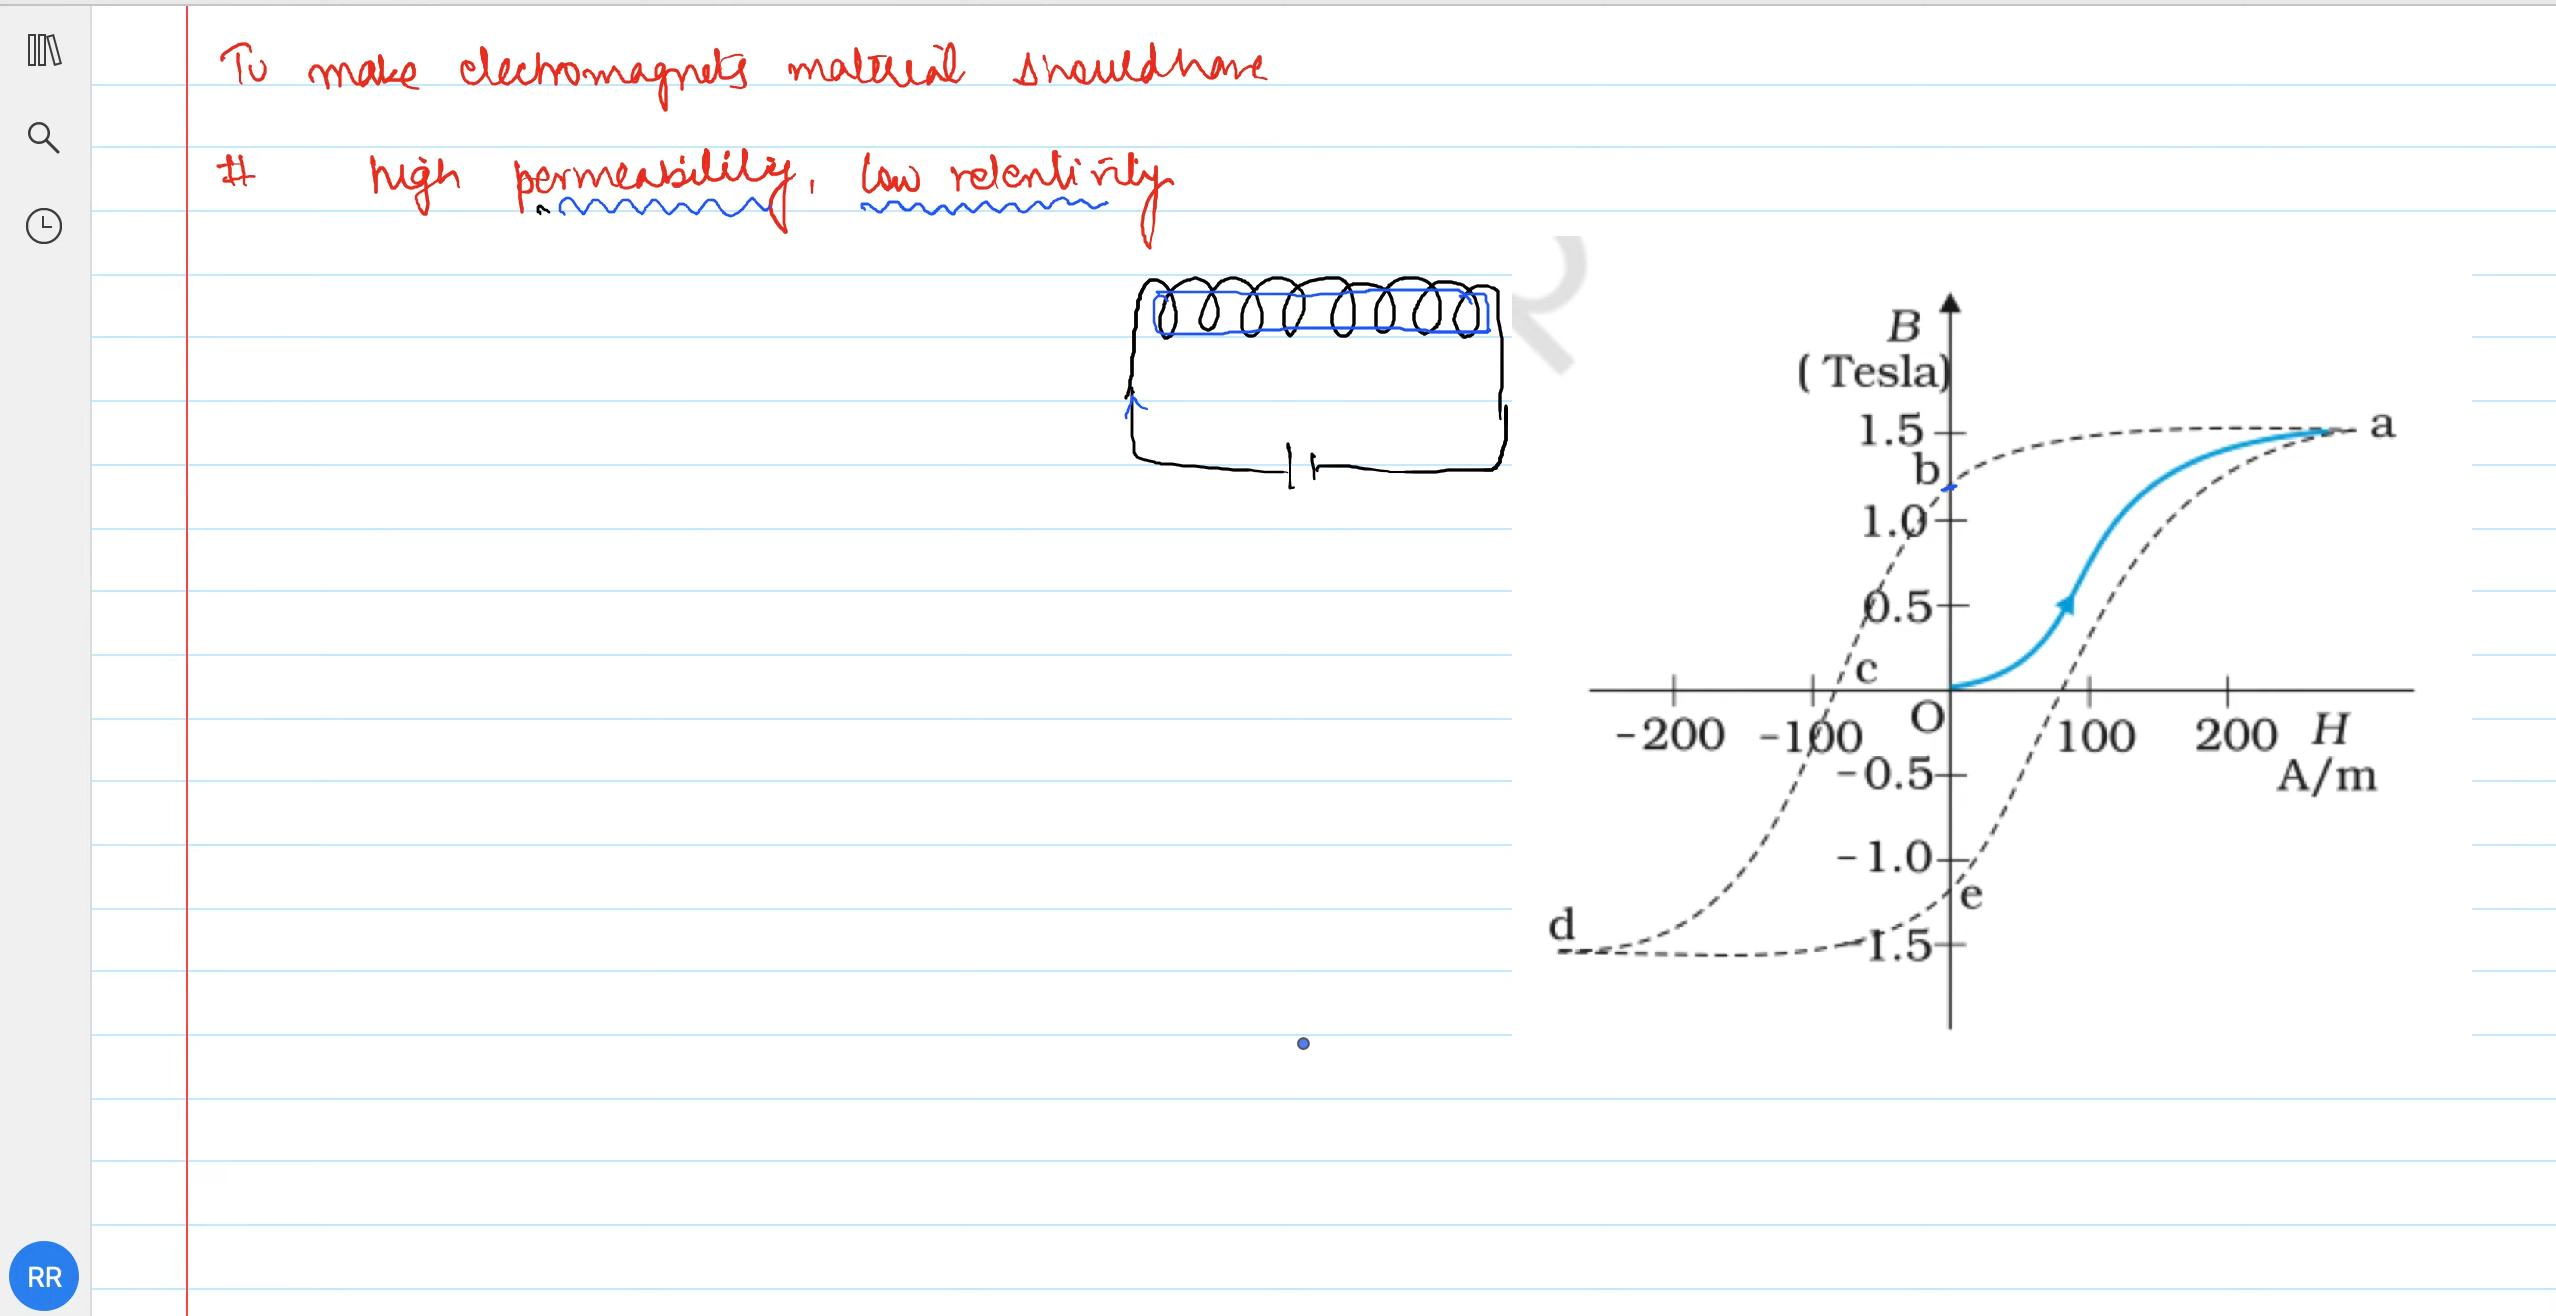 To make electromagnets material should have
# high permeability, low retentivity
R
B
( Tesla)
1.5
a
b
1.0
0.5
c
O
-200 -100 100 200 H
A/m
-0.5
-1.0
e
d
-1.5
RR